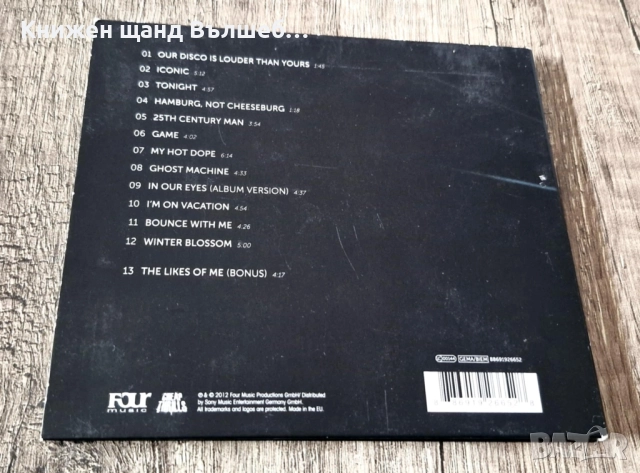 Книжен щанд Вълшебс...
01 OUR DISCO IS LOUDER THAN YOURS 1:45
02 ICONIC 5:12
03 TONIGHT 4:57
04 HAMBURG, NOT CHEESEBURG 1:18
05 25TH CENTURY MAN 3:54
06 GAME 4:02
07 MY HOT DOPE 6:14
08 GHOST MACHINE 4:33
09 IN OUR EYES (ALBUM VERSION) 4:37
10 I'M ON VACATION 4:54
11 BOUNCE WITH ME 4:26
12 WINTER BLOSSOM 5:00
13 THE LIKES OF ME (BONUS) 4:17
GEMA/BIEM 88691926652
FOUR
MUSIC
℗ & © 2012 Four Music Productions GmbH/ Distributed
by Sony Music Entertainment Germany GmbH.
All trademarks and logos are protected. Made in the EU.